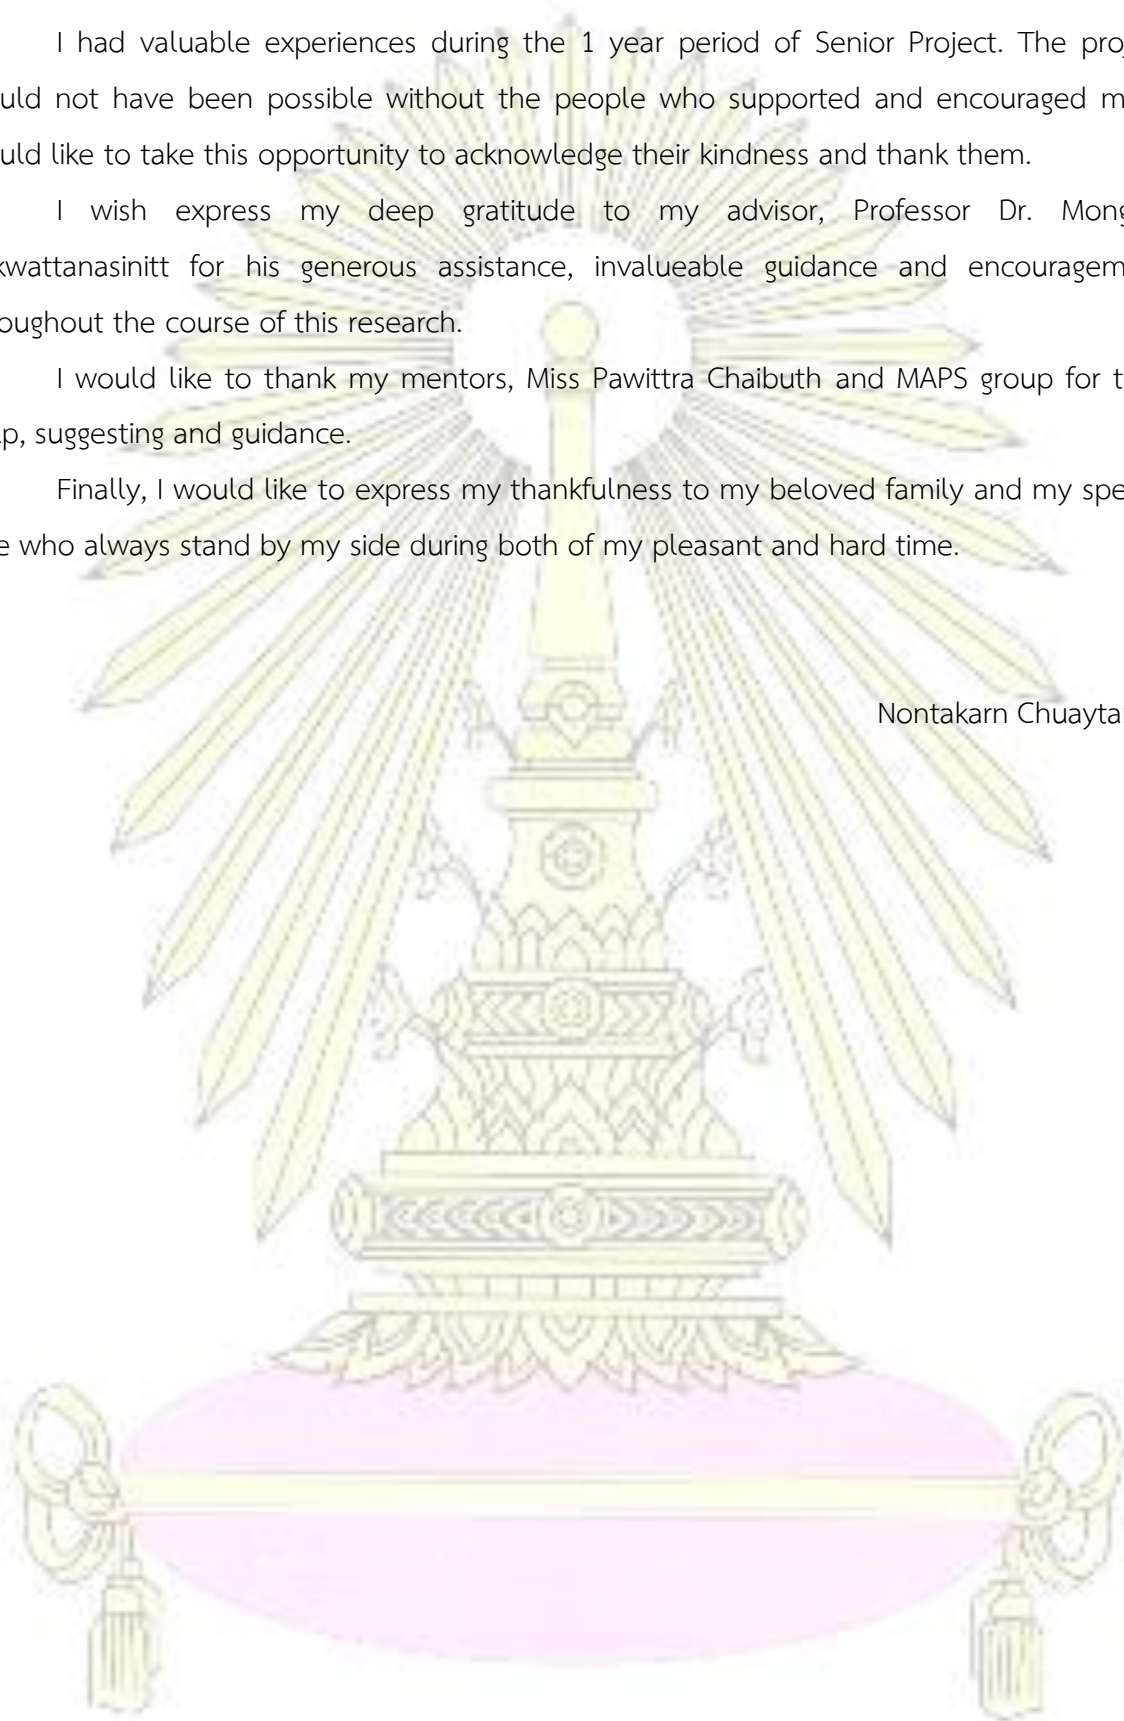 I had valuable experiences during the 1 year period of Senior Project. The proj
uld not have been possible without the people who supported and encouraged m
uld like to take this opportunity to acknowledge their kindness and thank them.
I wish express my deep gratitude to my advisor, Professor Dr. Mong
kwattanasinitt for his generous assistance, invalueable guidance and encouragem
oughout the course of this research.
I would like to thank my mentors, Miss Pawittra Chaibuth and MAPS group for t
lp, suggesting and guidance.
Finally, I would like to express my thankfulness to my beloved family and my spe
e who always stand by my side during both of my pleasant and hard time.
Nontakarn Chuayta